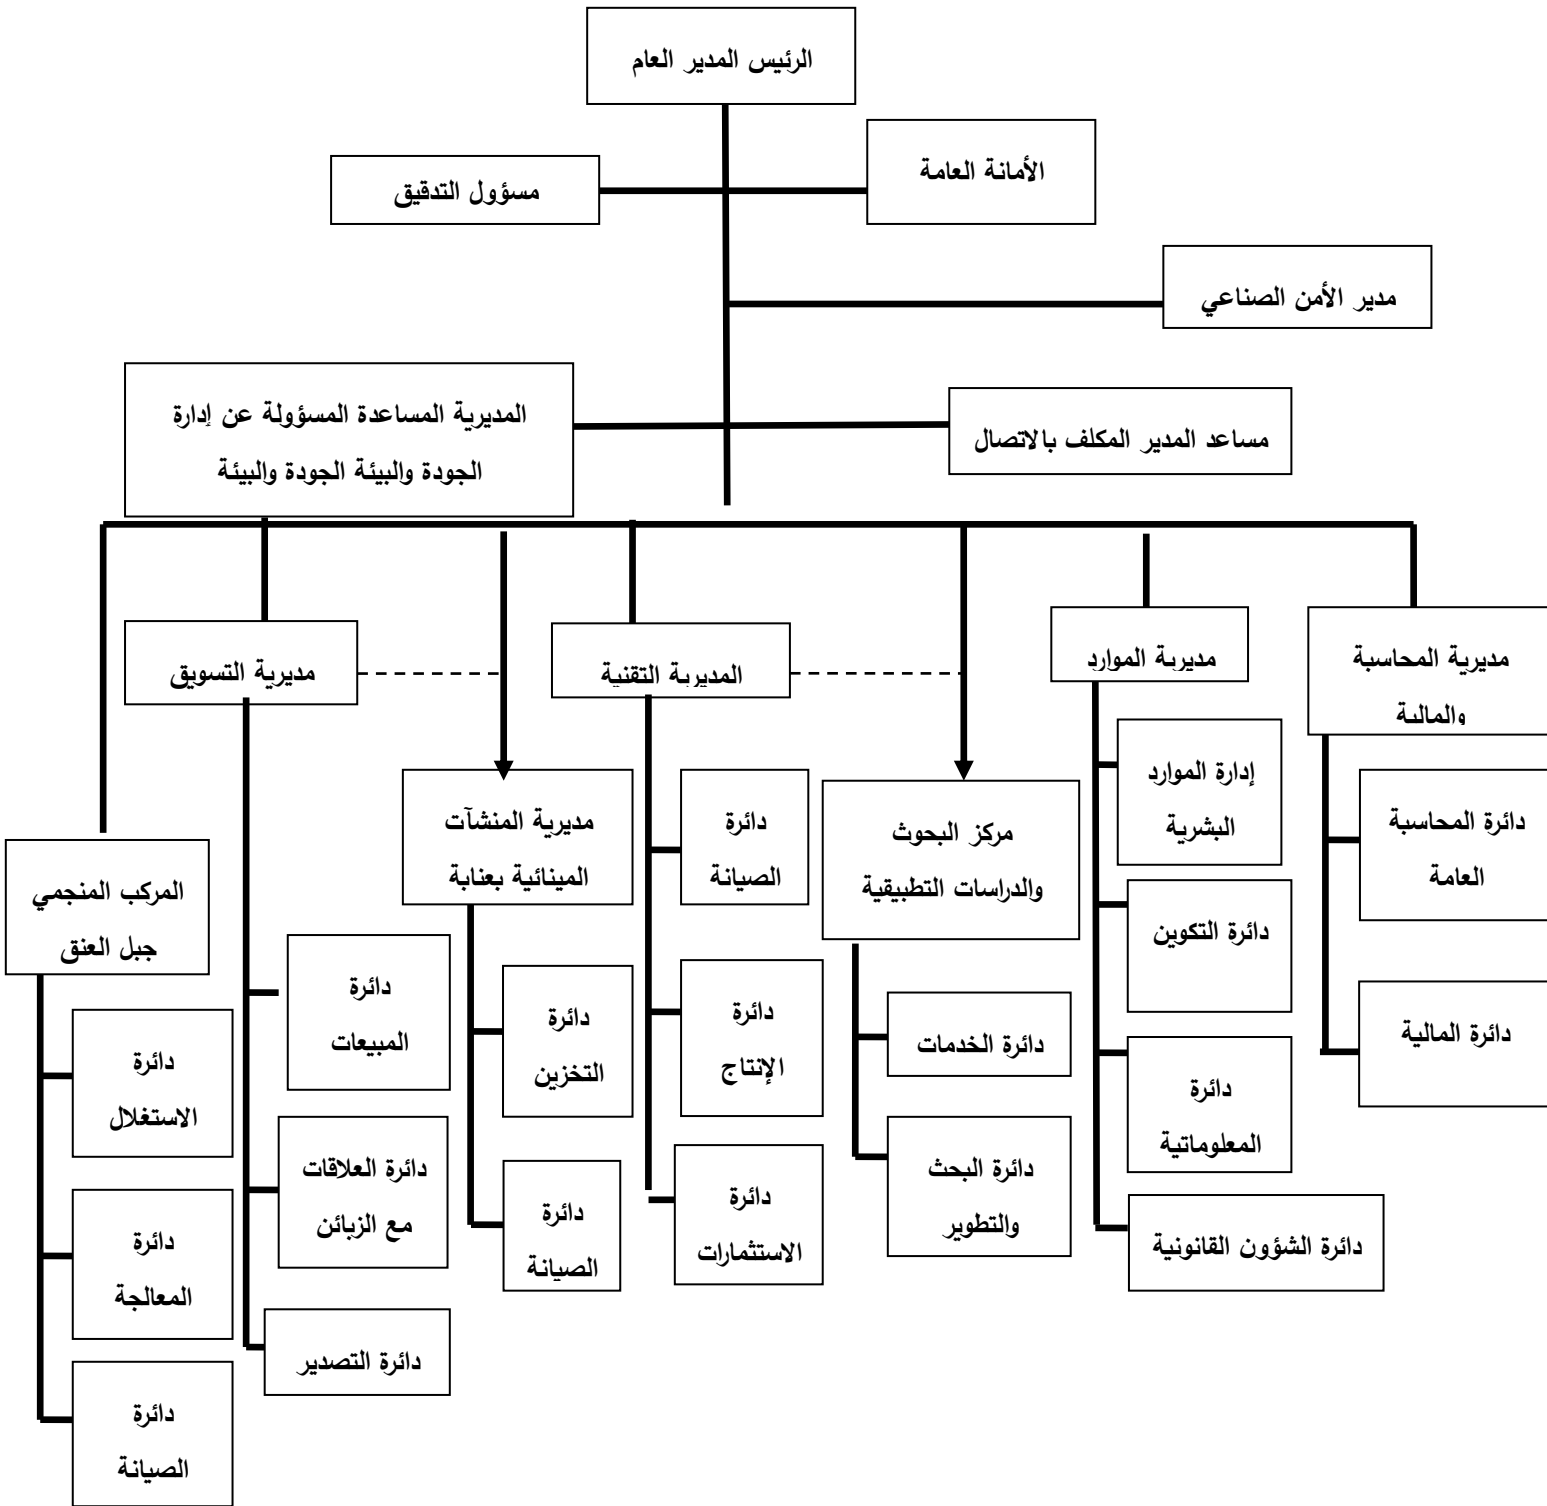 الرئيس المدير العام
الأمانة العامة
مسؤول التدقيق
مدير الأمن الصناعي
المديرية المساعدة المسؤولة عن إدارة
الجودة والبيئة الجودة والبيئة
مساعد المدير المكلف بالاتصال
مديرية المحاسبة
والمالية
مديرية الموارد
المديرية التقنية
مديرية التسويق
إدارة الموارد
البشرية
دائرة المحاسبة
العامة
مركز البحوث
والدراسات التطبيقية
دائرة
الصيانة
مديرية المنشآت
المينائية بعنابة
المركب المنجمي
جبل العنق
دائرة التكوين
دائرة المالية
دائرة الخدمات
دائرة
الإنتاج
دائرة
التخزين
دائرة
المبيعات
دائرة
الاستغلال
دائرة
المعلوماتية
دائرة البحث
والتطوير
دائرة
الاستثمارات
دائرة
الصيانة
دائرة العلاقات
مع الزبائن
دائرة
المعالجة
دائرة الشؤون القانونية
دائرة التصدير
دائرة
الصيانة